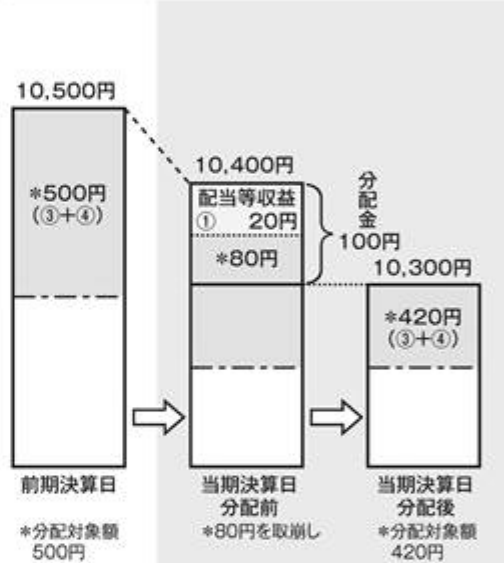 10,500円
*500円
(③+④)
前期決算日
*分配対象額
500円
10,400円
配当等収益
① 20円
*80円
分配金
100円
当期決算日
分配前
*80円を取崩し
10,300円
*420円
(③+④)
当期決算日
分配後
*分配対象額
420円